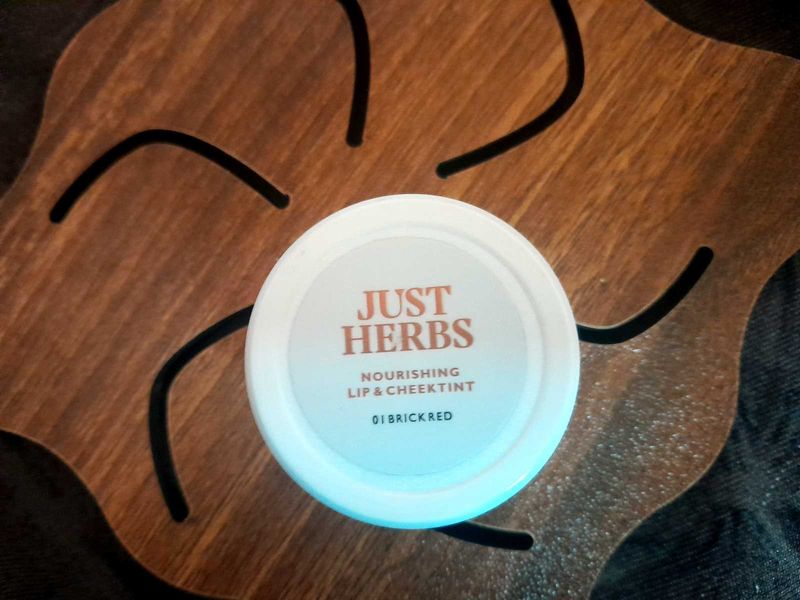 JUST
HERBS
NOURISHING
LIP & CHEEKTINT
01 BRICK RED